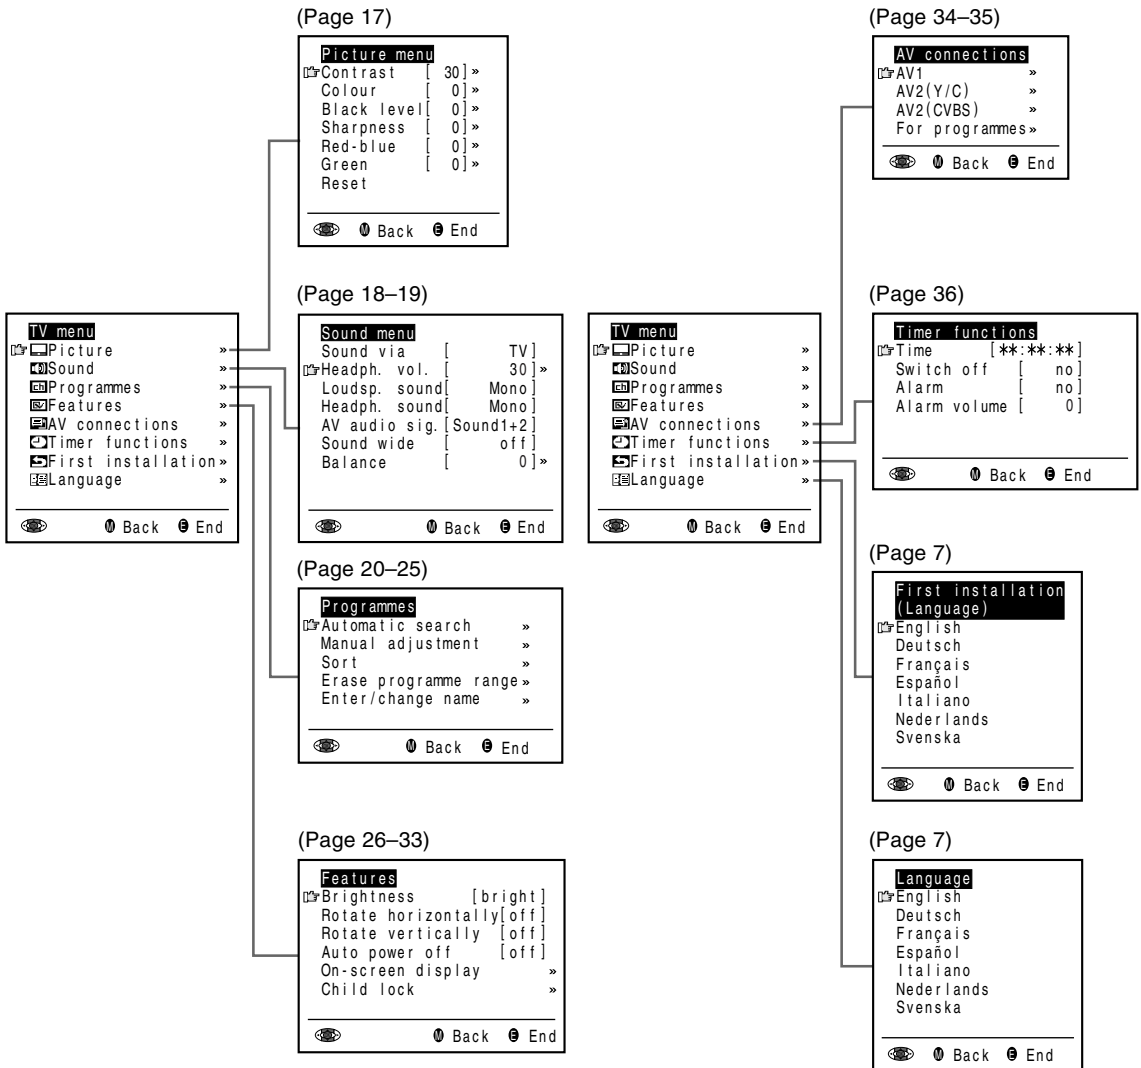 (Page 17)
Picture menu
Contrast [ 30]»
Colour [ 0]»
Black level[ 0]»
Sharpness [ 0]»
Red-blue [ 0]»
Green [ 0]»
Reset
M Back E End
(Page 18–19)
Sound menu
Sound via [ TV]
Headph. vol. [ 30]»
Loudsp. sound[ Mono]
Headph. sound[ Mono]
AV audio sig.[Sound1+2]
Sound wide [ off]
Balance [ 0]»
M Back E End
TV menu
Picture »
Sound »
ch Programmes »
Features »
AV connections »
Timer functions »
First installation»
Language »
M Back E End
(Page 20–25)
Programmes
Automatic search »
Manual adjustment »
Sort »
Erase programme range»
Enter/change name »
M Back E End
(Page 26–33)
Features
Brightness [bright]
Rotate horizontally[off]
Rotate vertically [off]
Auto power off [off]
On-screen display »
Child lock »
M Back E End
(Page 34–35)
AV connections
AV1 »
AV2(Y/C) »
AV2(CVBS) »
For programmes»
M Back E End
TV menu
Picture »
Sound »
ch Programmes »
Features »
AV connections »
Timer functions »
First installation»
Language »
M Back E End
(Page 36)
Timer functions
Time [**:**:**]
Switch off [ no]
Alarm [ no]
Alarm volume [ 0]
M Back E End
(Page 7)
First installation
(Language)
English
Deutsch
Français
Español
Italiano
Nederlands
Svenska
M Back E End
(Page 7)
Language
English
Deutsch
Français
Español
Italiano
Nederlands
Svenska
M Back E End